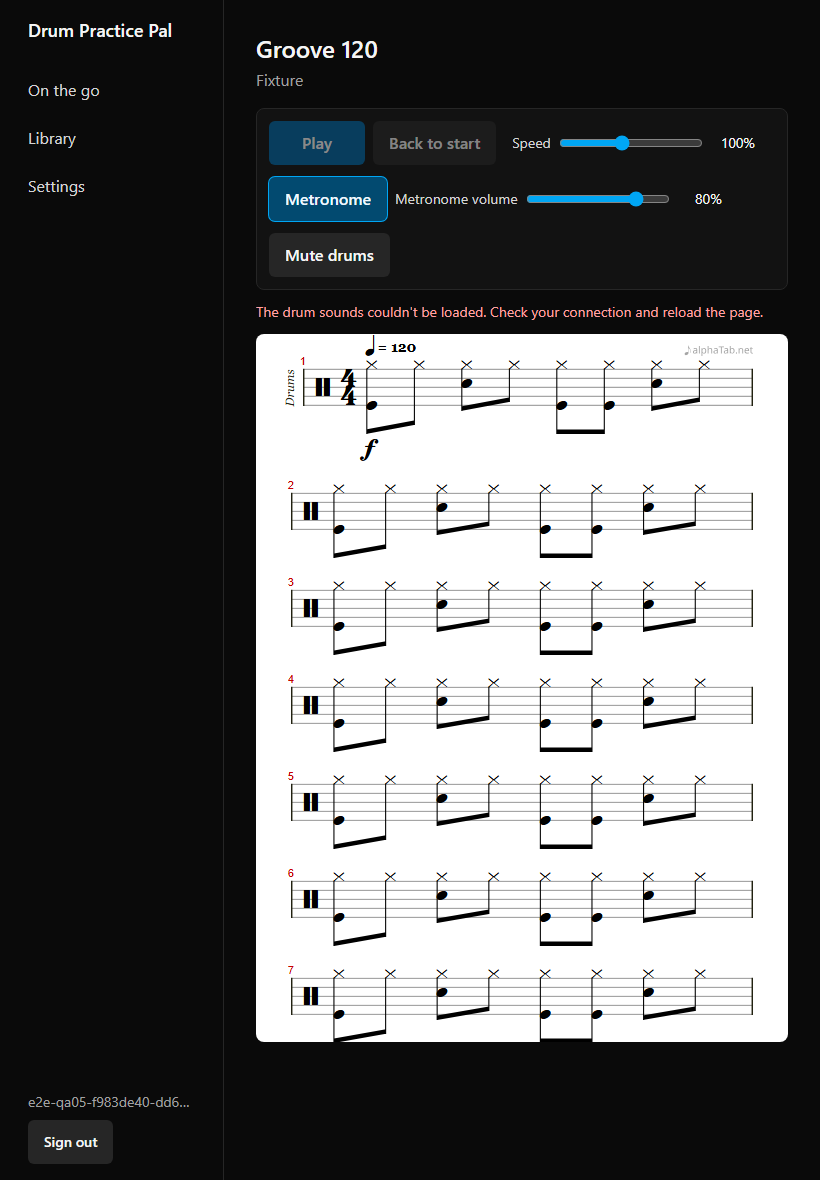 Drum Practice Pal
On the go
Library
Settings
Groove 120
Fixture
Play
Back to start
Speed
100%
Metronome
Metronome volume
80%
Mute drums
The drum sounds couldn't be loaded. Check your connection and reload the page.
= 120
alphaTab.net
1
Drums
4
4
f
2
3
4
5
6
7
e2e-qa05-f983de40-dd6...
Sign out